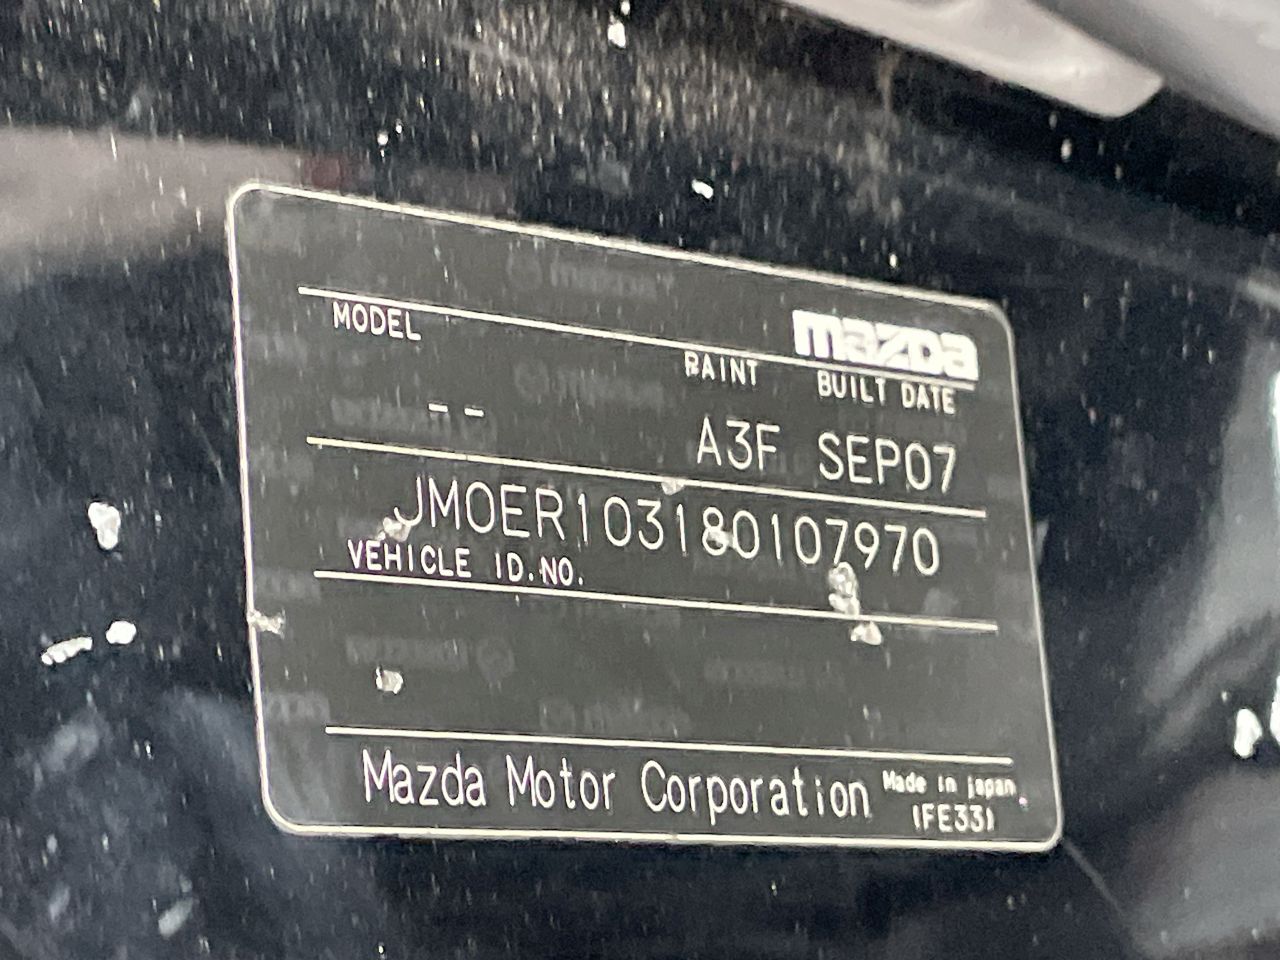 mazda
MODEL PAINT BUILT DATE
-- A3F SEP07
JM0ER103180107970
VEHICLE ID.NO.
Mazda Motor Corporation Made in japan
(FE33)